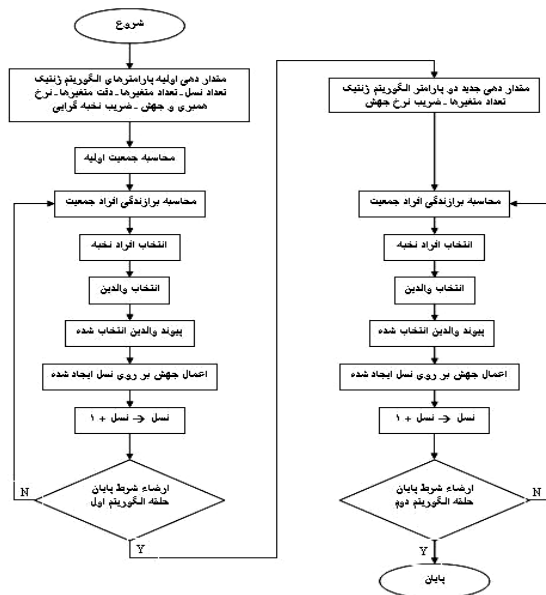 شروع
مقدار دهی اولیه پارامترهای الگوریتم ژنتیک
تعداد نسل - تعداد متغیرها - دقت متغیرها - نرخ
همبری و جهش - ضریب نخبه گرایی
محاسبه جمعیت اولیه
محاسبه برازندگی افراد جمعیت
انتخاب افراد نخبه
انتخاب والدین
پیوند والدین انتخاب شده
اعمال جهش بر روی نسل ایجاد شده
نسل → نسل + ۱
ارضاء شرط پایان
حلقه الگوریتم اول
N
Y
مقدار دهی جدید دو پارامتر الگوریتم ژنتیک
تعداد متغیرها - ضریب نرخ جهش
محاسبه برازندگی افراد جمعیت
انتخاب افراد نخبه
انتخاب والدین
پیوند والدین انتخاب شده
اعمال جهش بر روی نسل ایجاد شده
نسل → نسل + ۱
ارضاء شرط پایان
حلقه الگوریتم دوم
N
Y
پایان